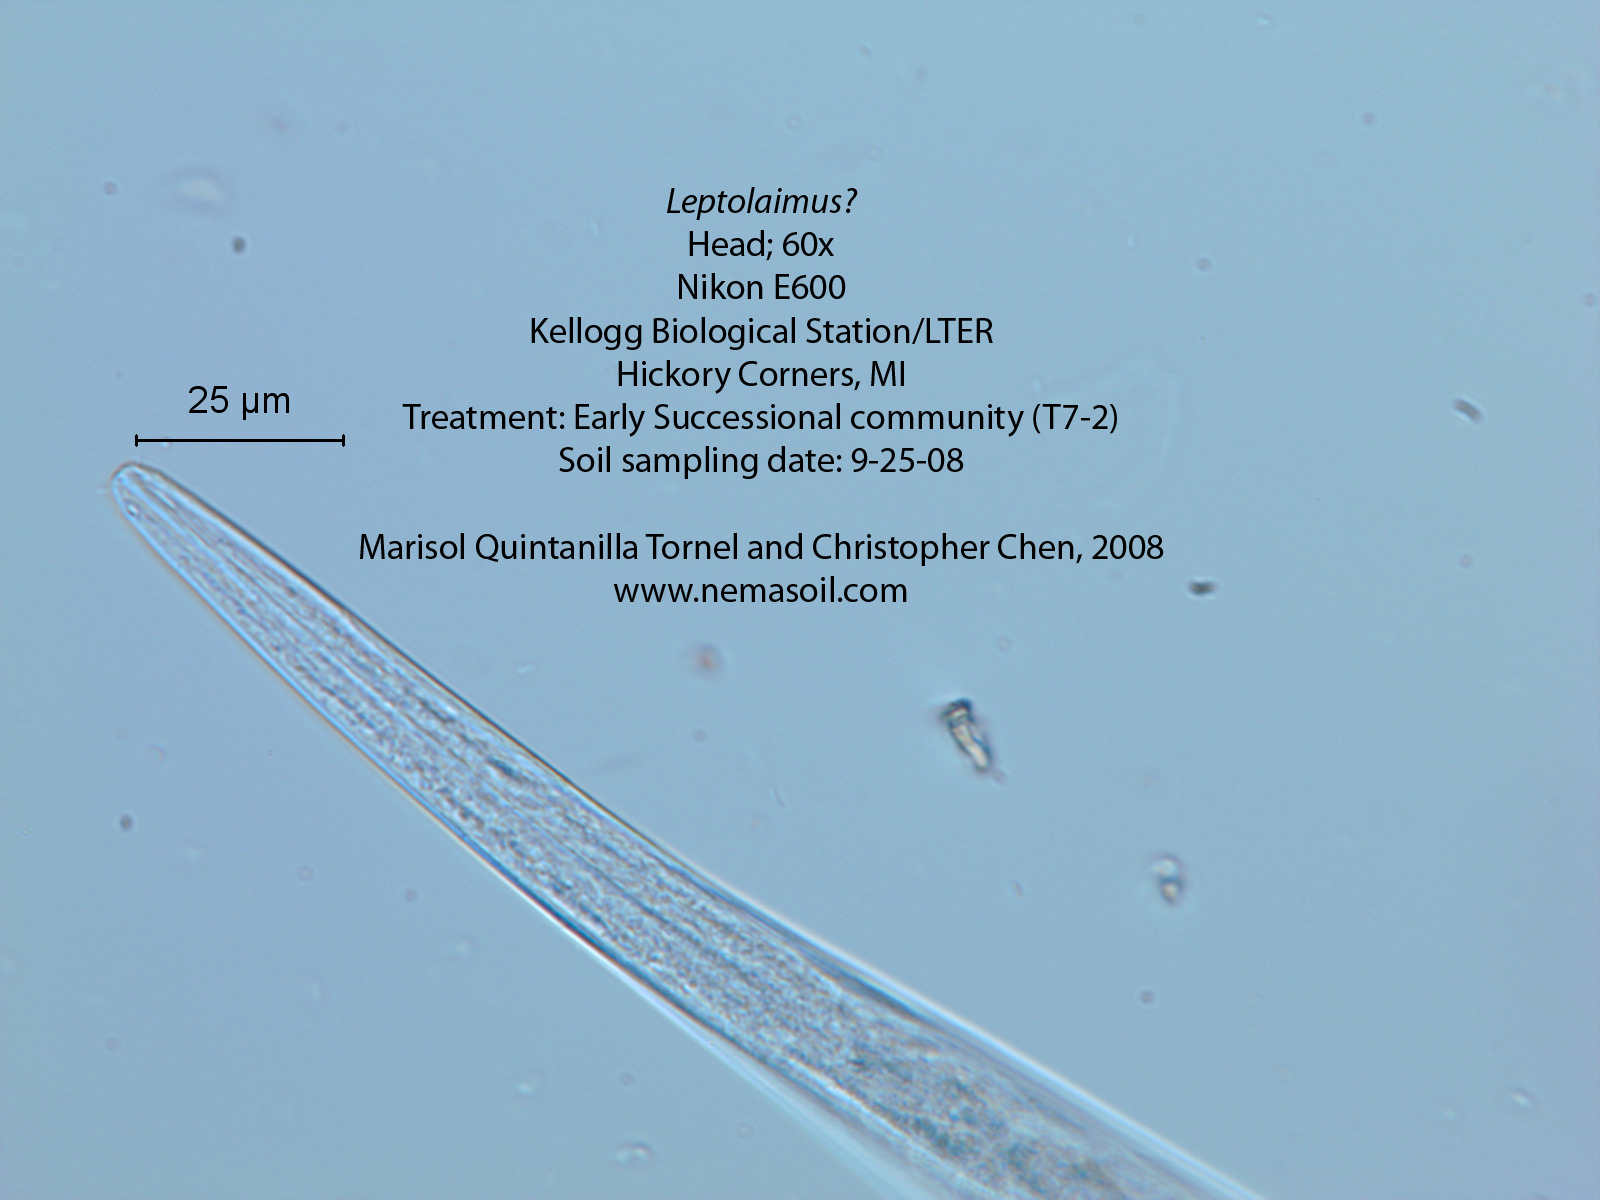 Leptolaimus?
Head; 60x
Nikon E600
Kellogg Biological Station/LTER
Hickory Corners, MI
25 µm
Treatment: Early Successional community (T7-2)
Soil sampling date: 9-25-08
Marisol Quintanilla Tornel and Christopher Chen, 2008
www.nemasoil.com